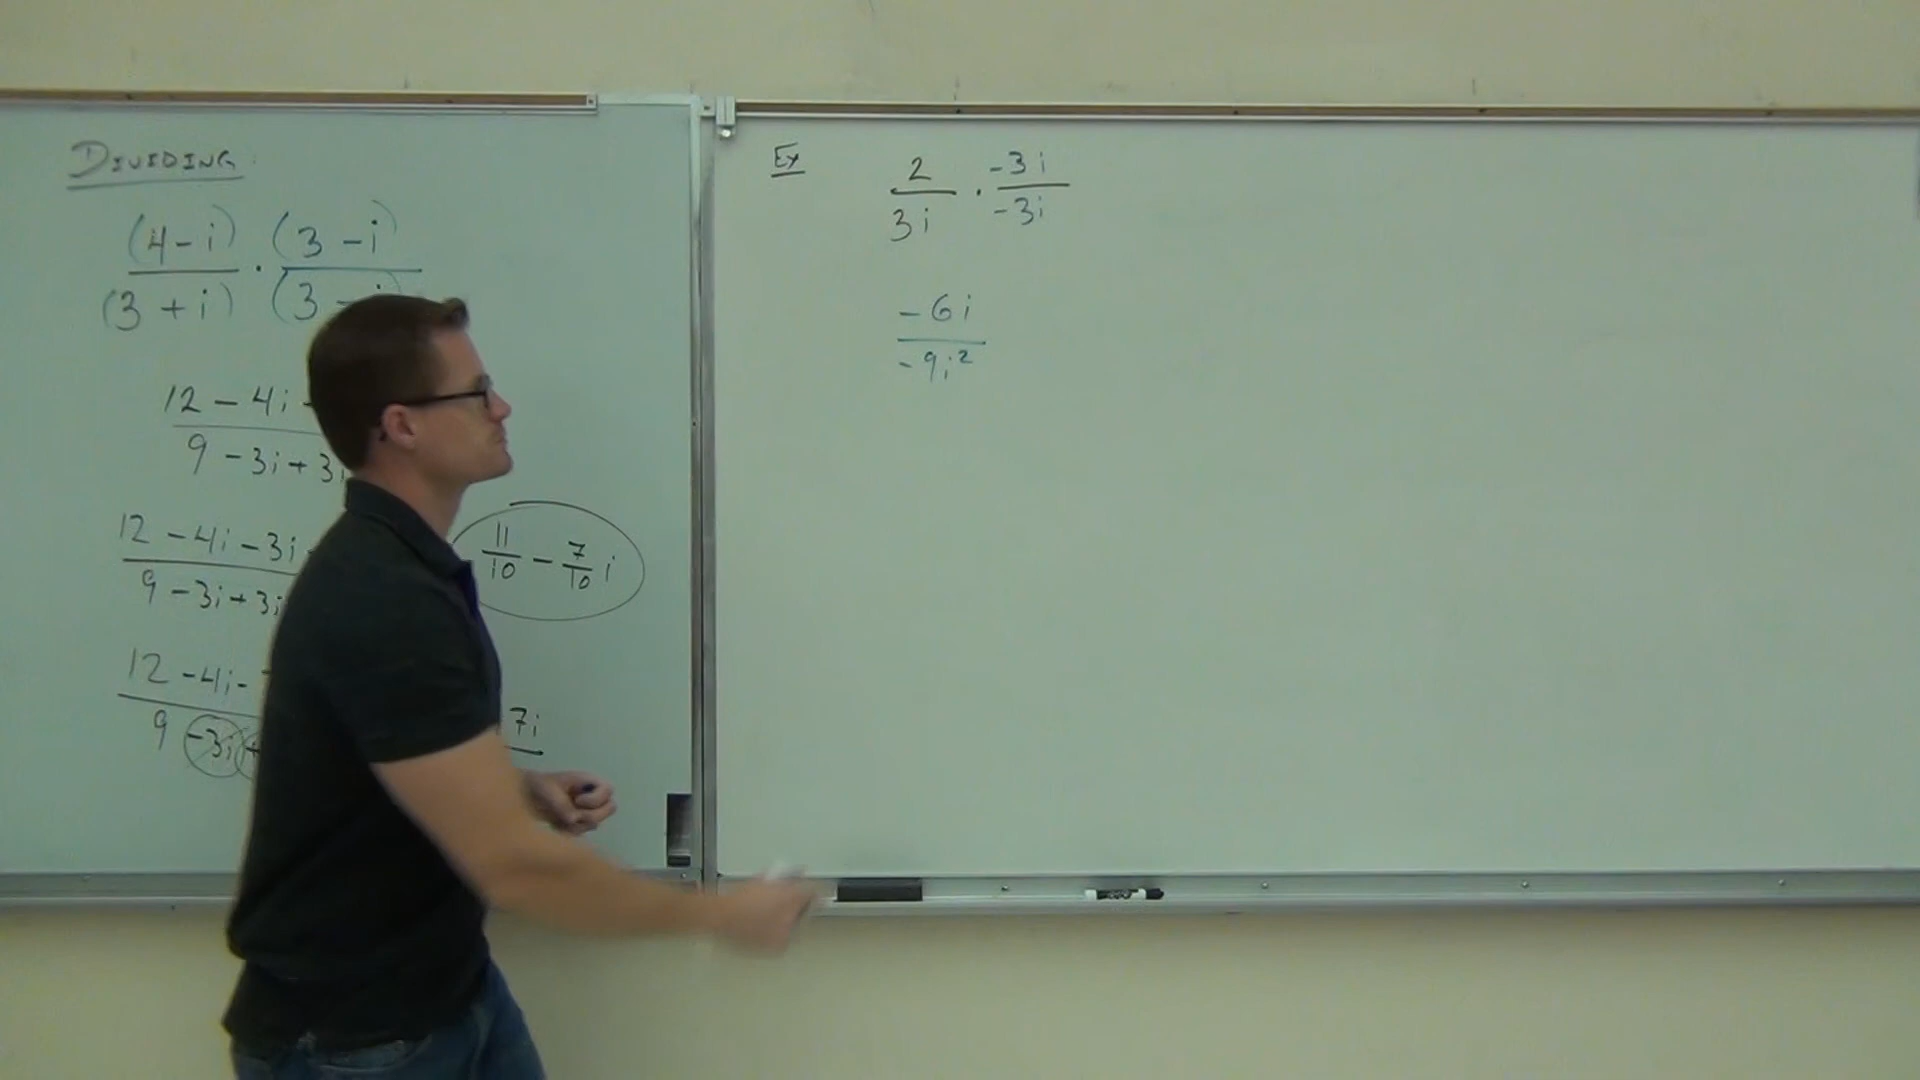 DIVIDING:
(4-i) · (3-i)
(3+i) (3-i)
12-4i-
9-3i+3i
12-4i-3i
9-3i+3i
11/10 - 7/10 i
12-4i-
9-3i+
7i
Ex
2 · -3i
3i -3i
-6i
-9i²